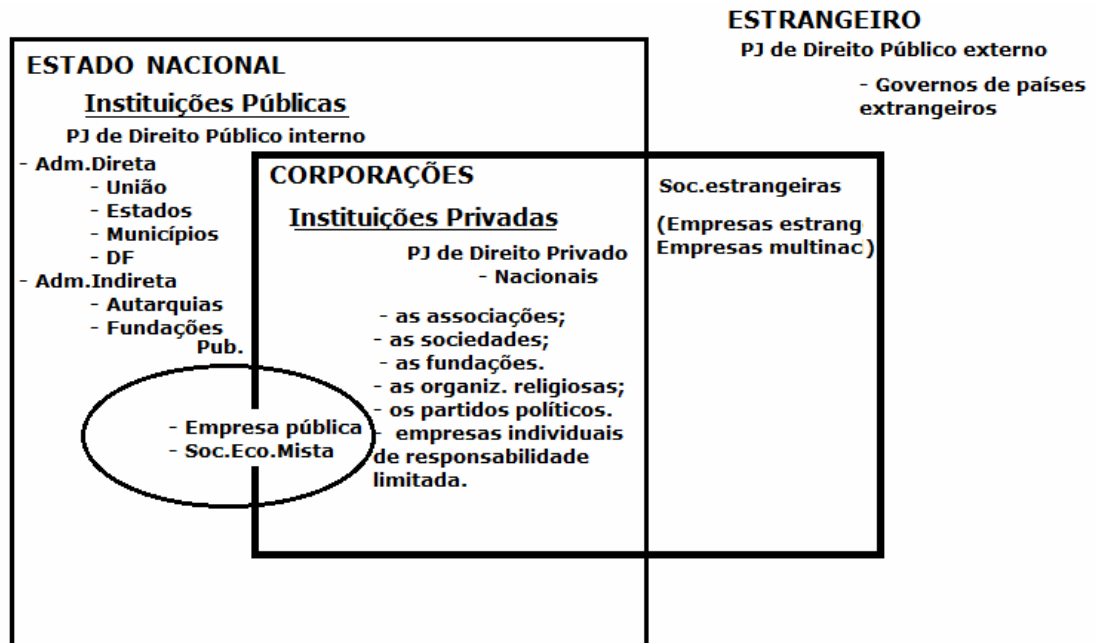 ESTRANGEIRO
PJ de Direito Público externo
- Governos de países
extrangeiros
ESTADO NACIONAL
Instituições Públicas
PJ de Direito Público interno
- Adm.Direta
- União
- Estados
- Municípios
- DF
- Adm.Indireta
- Autarquias
- Fundações
Pub.
- Empresa pública
- Soc.Eco.Mista
CORPORAÇÕES
Instituições Privadas
PJ de Direito Privado
- Nacionais
- as associações;
- as sociedades;
- as fundações.
- as organiz. religiosas;
- os partidos políticos.
- empresas individuais
de responsabilidade
limitada.
Soc.estrangeiras
(Empresas estrang
Empresas multinac)